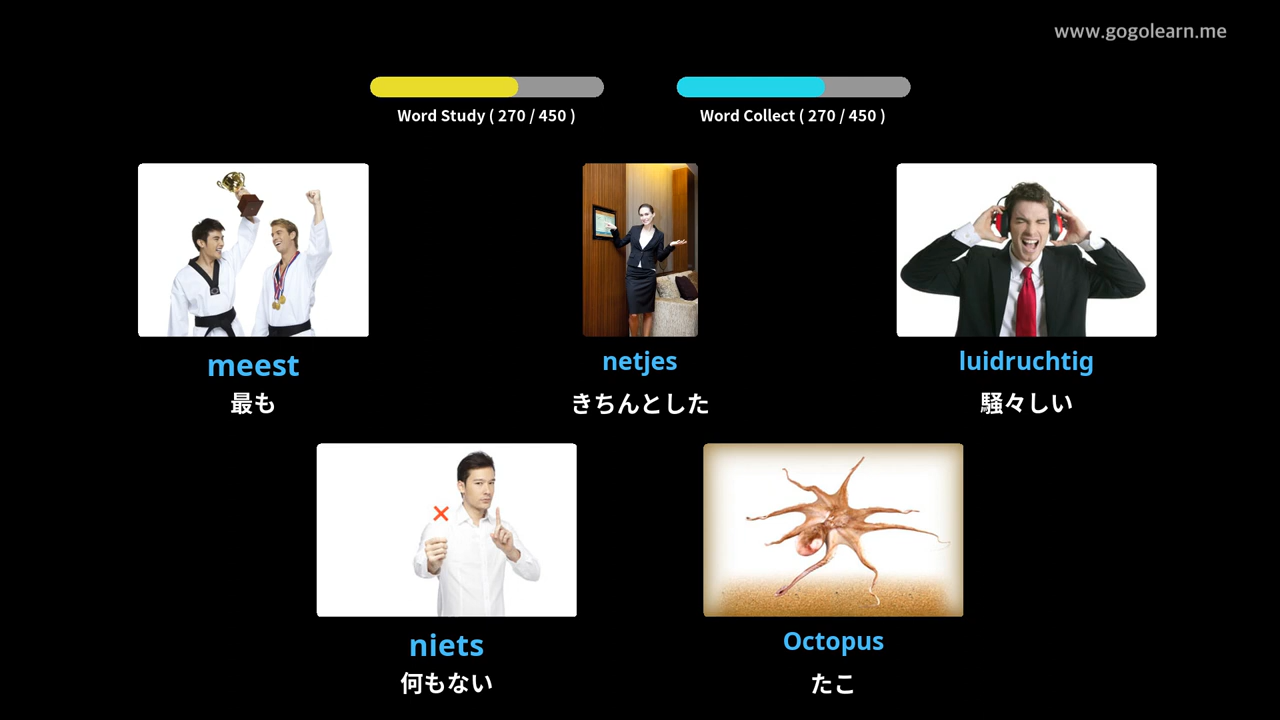 www.gogolearn.me
Word Study ( 270 / 450 )
Word Collect ( 270 / 450 )
meest
最も
netjes
きちんとした
luidruchtig
騒々しい
niets
何もない
Octopus
たこ